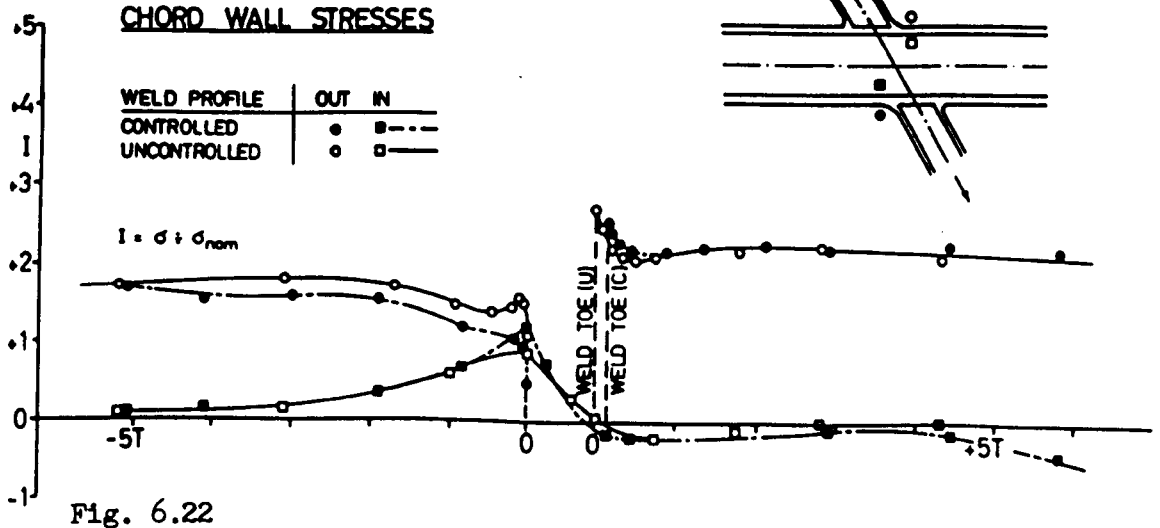 CHORD WALL STRESSES
WELD PROFILE OUT IN
CONTROLLED
UNCONTROLLED
I = σ ÷ σnom
+5
+4
I
+3
+2
+1
0
-1
-5T
0
0
+5T
WELD TOE (U)
WELD TOE (C)
Fig. 6.22